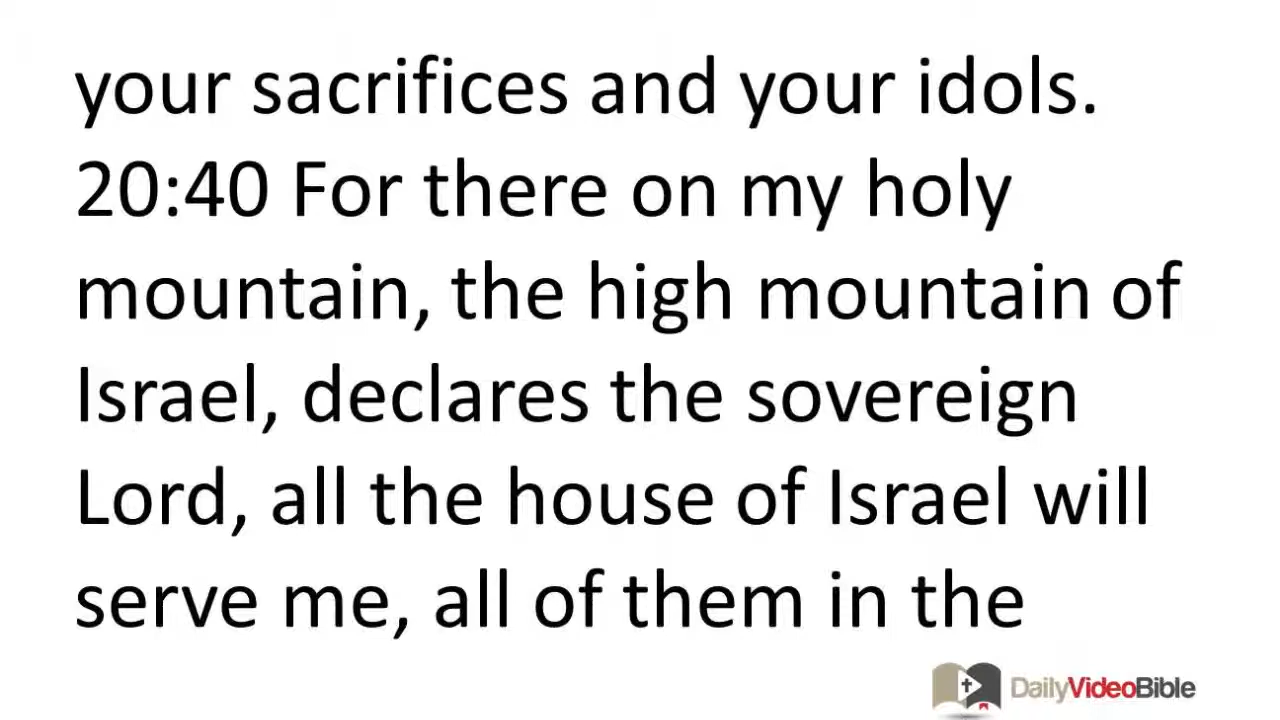 your sacrifices and your idols.
20:40 For there on my holy
mountain, the high mountain of
Israel, declares the sovereign
Lord, all the house of Israel will
serve me, all of them in the
DailyVideoBible